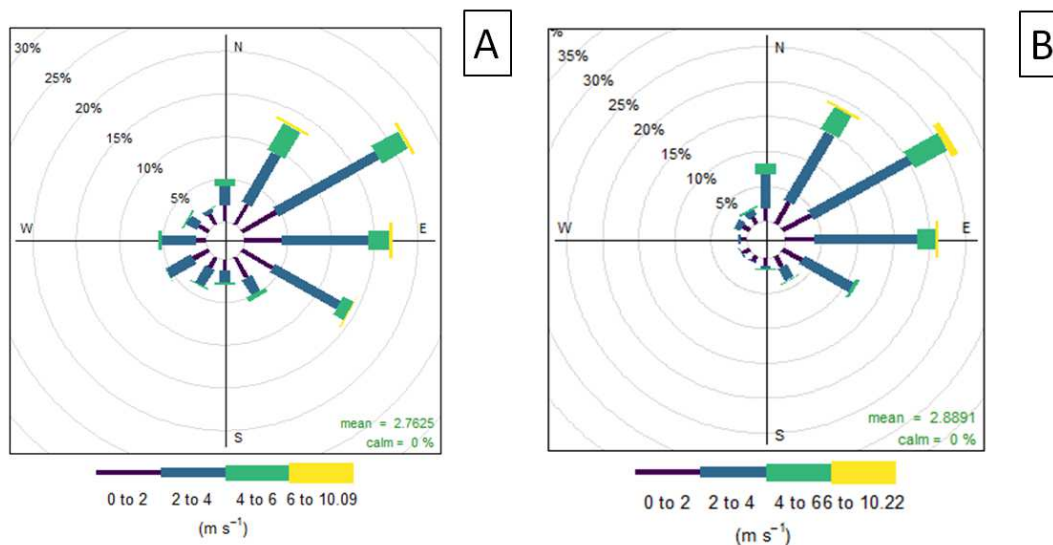 A
30%
25%
20%
15%
10%
5%
N
W
E
S
mean = 2.7625
calm = 0 %
0 to 2 2 to 4 4 to 6 6 to 10.09
(m s⁻¹)
B
%
35%
30%
25%
20%
15%
10%
5%
N
W
E
S
mean = 2.8891
calm = 0 %
0 to 2 2 to 4 4 to 66 to 10.22
(m s⁻¹)